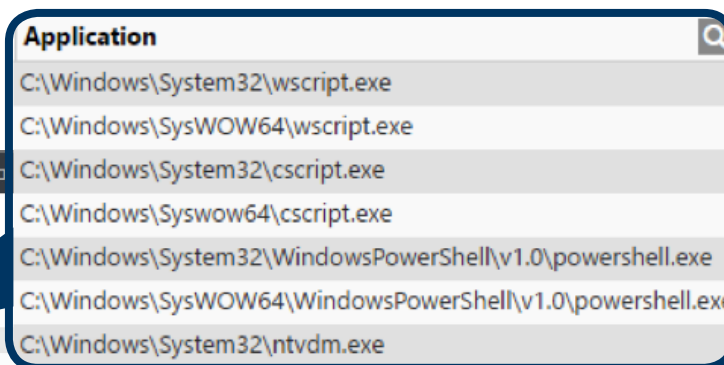 Application
C:\Windows\System32\wscript.exe
C:\Windows\SysWOW64\wscript.exe
C:\Windows\System32\cscript.exe
C:\Windows\Syswow64\cscript.exe
C:\Windows\System32\WindowsPowerShell\v1.0\powershell.exe
C:\Windows\SysWOW64\WindowsPowerShell\v1.0\powershell.exe
C:\Windows\System32\ntvdm.exe